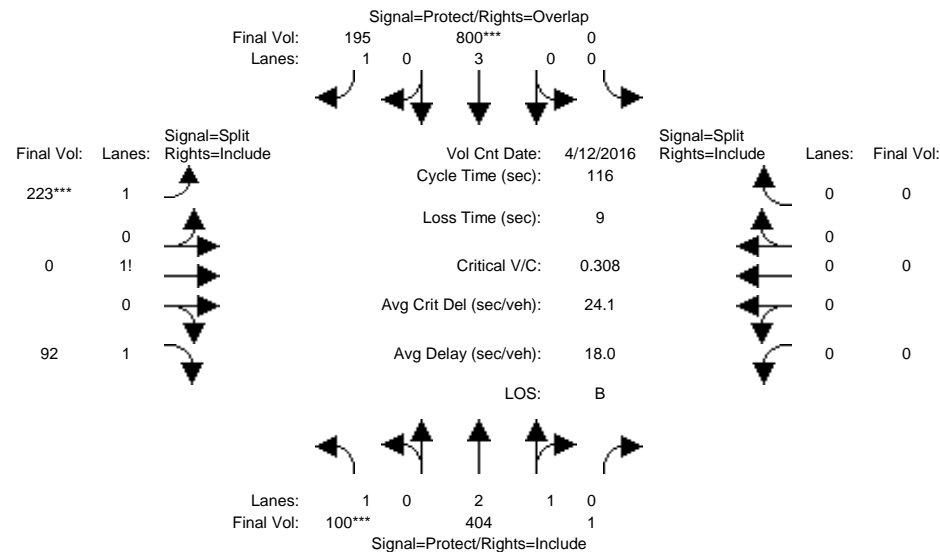 Signal=Protect/Rights=Overlap
Final Vol: 195 800*** 0
Lanes: 1 0 3 0 0
Signal=Split
Final Vol: Lanes: Rights=Include
Vol Cnt Date: 4/12/2016
Signal=Split
Rights=Include Lanes: Final Vol:
Cycle Time (sec): 116
223*** 1
0 0
Loss Time (sec): 9
0
0
0 1!
Critical V/C: 0.308
0 0
0
Avg Crit Del (sec/veh): 24.1
0
92 1
Avg Delay (sec/veh): 18.0
0 0
LOS: B
Lanes: 1 0 2 1 0
Final Vol: 100*** 404 1
Signal=Protect/Rights=Include